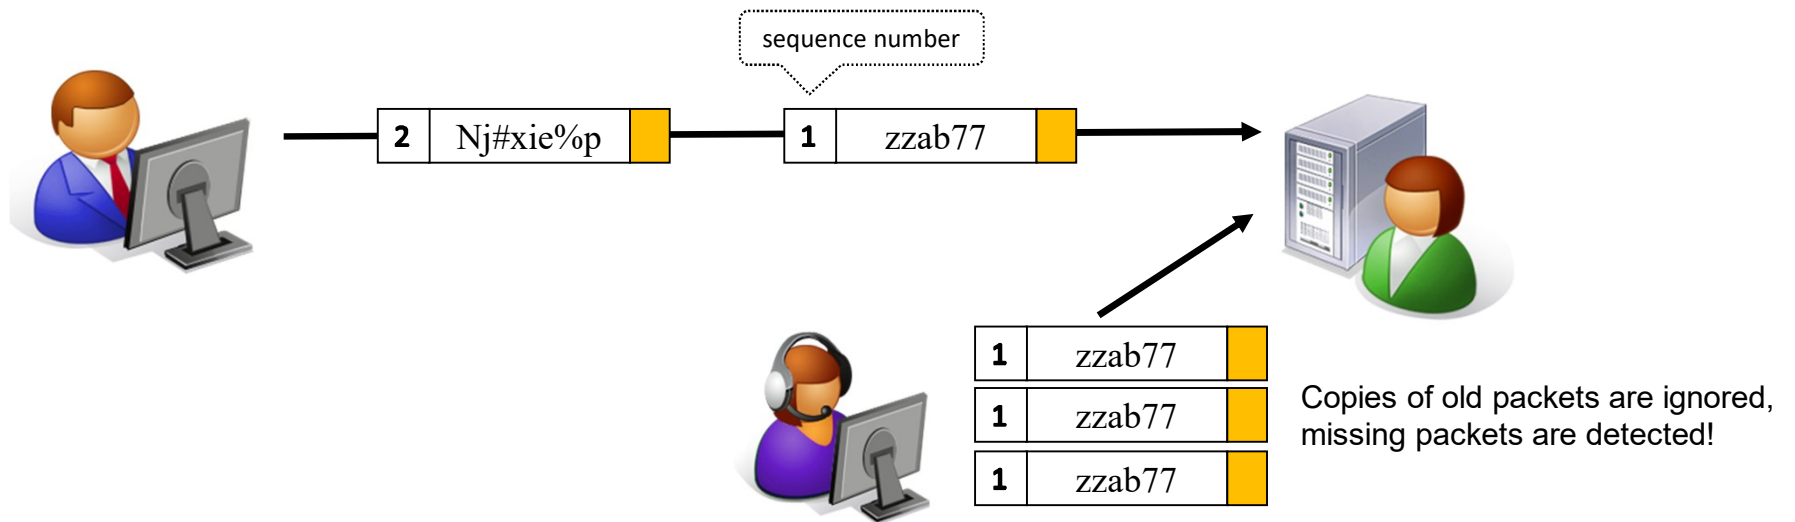 sequence number
2 Nj#xie%p 1 zzab77
1 zzab77
1 zzab77
1 zzab77
Copies of old packets are ignored,
missing packets are detected!